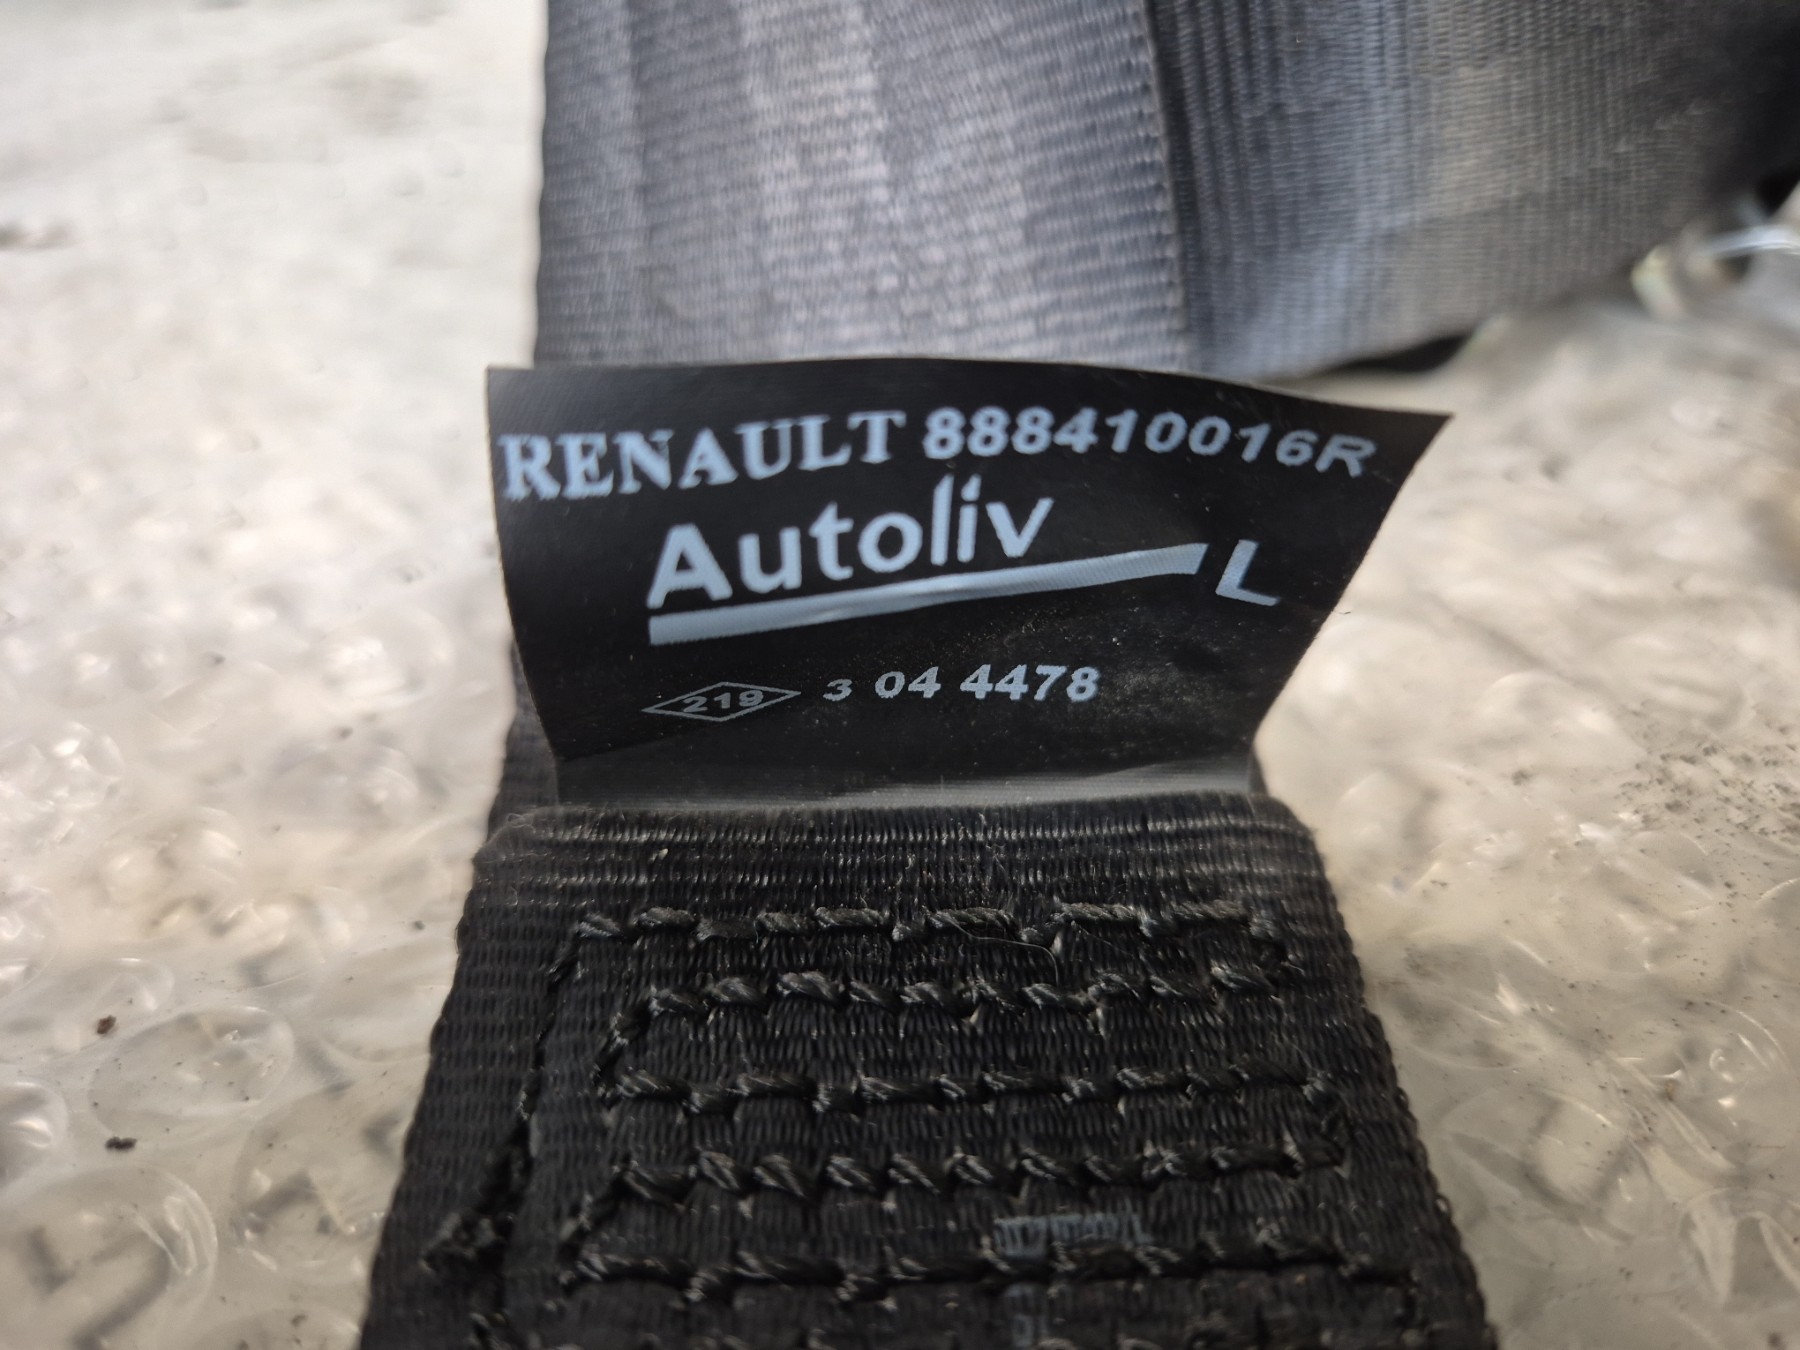 RENAULT 888410016R
Autoliv
L
219 3 04 4478